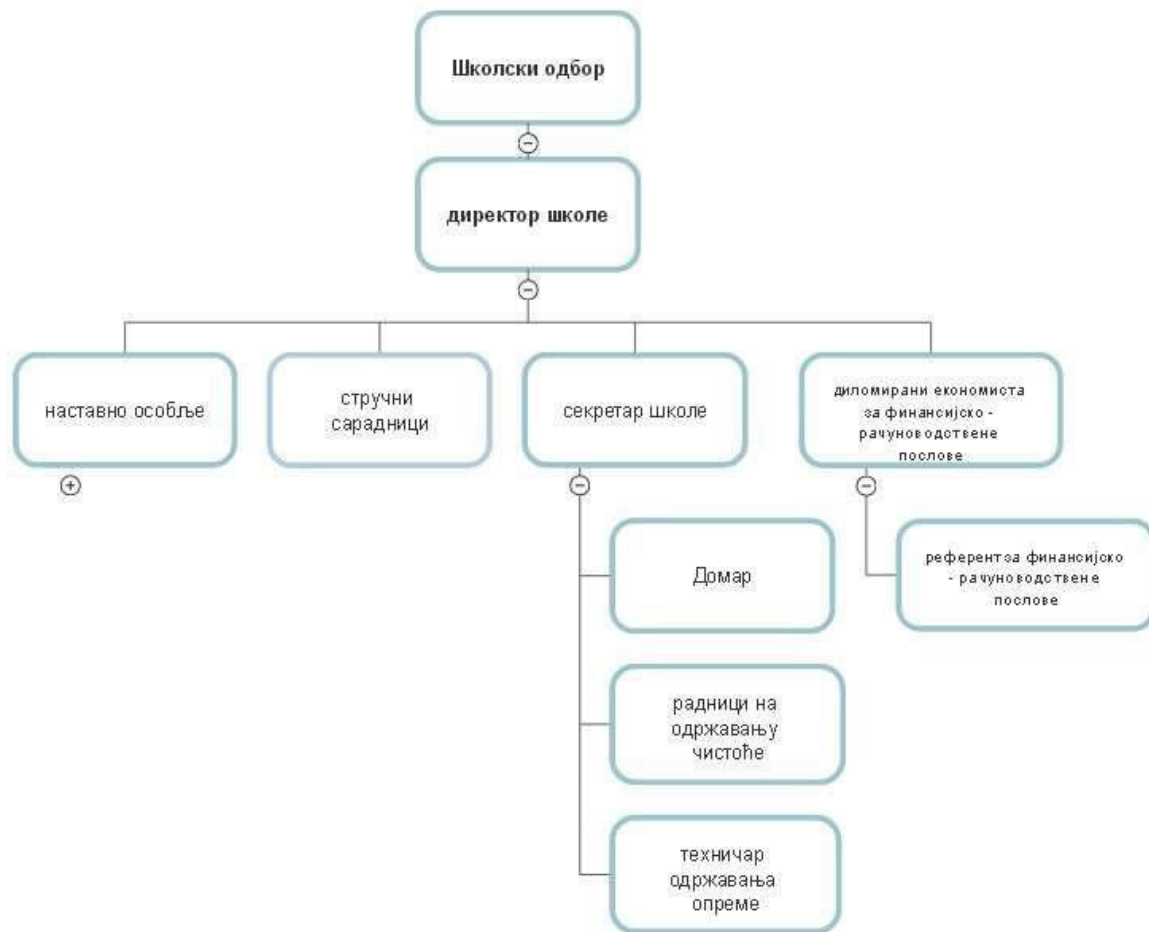 Школски одбор
директор школе
наставно особље
стручни
сарадници
секретар школе
диломирани економиста
за финансијско -
рачуноводствене
послове
Домар
референт за финансијско
- рачуноводствене
послове
радници на
одржавању
чистоће
техничар
одржавања
опреме